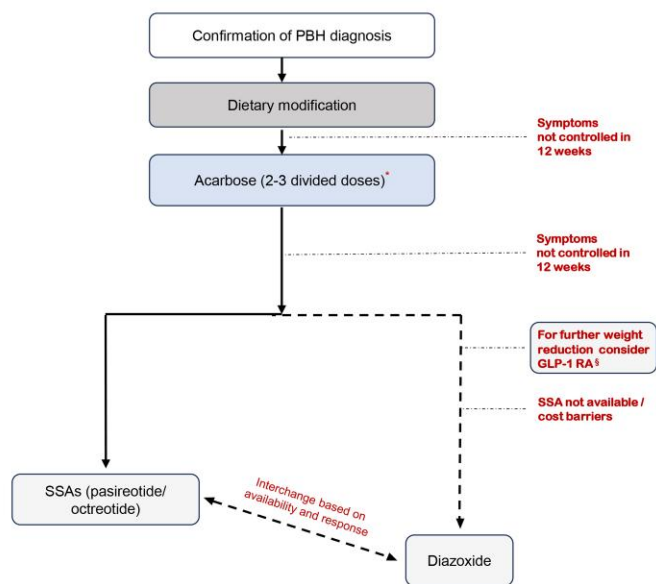 Confirmation of PBH diagnosis
Dietary modification
Symptoms
not controlled in
12 weeks
Acarbose (2-3 divided doses)*
Symptoms
not controlled in
12 weeks
For further weight
reduction consider
GLP-1 RA§
SSA not available /
cost barriers
SSAs (pasireotide/
octreotide)
Interchange based on
availability and response
Diazoxide